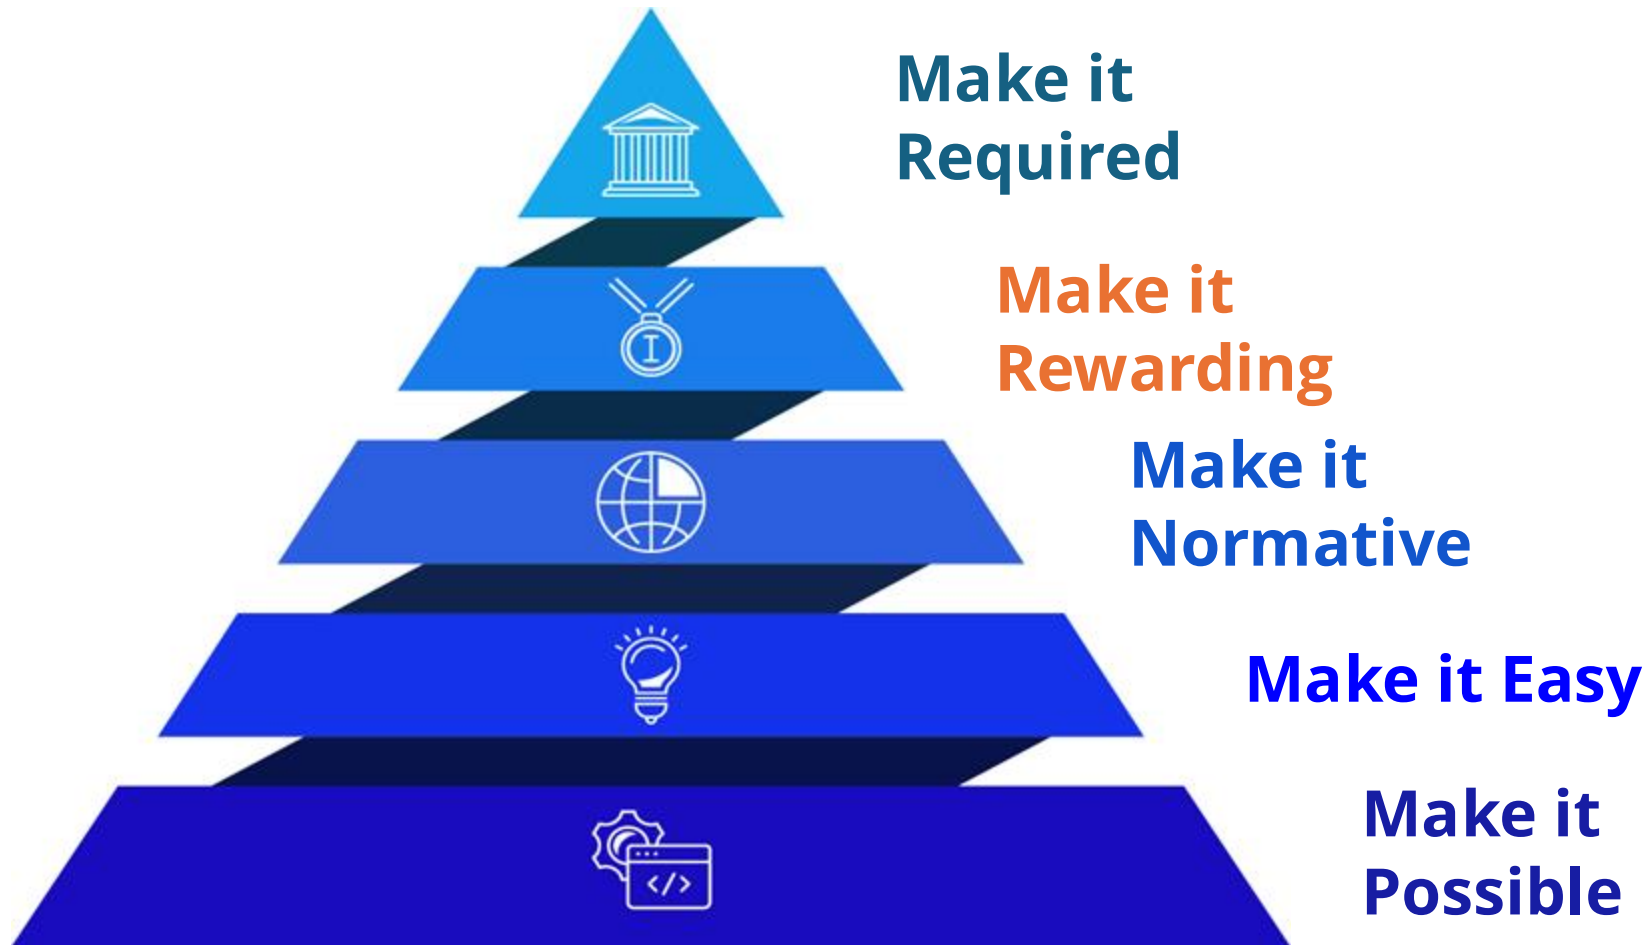 Make it
Required
I
Make it
Rewarding
Make it
Normative
Make it Easy
</>
Make it
Possible